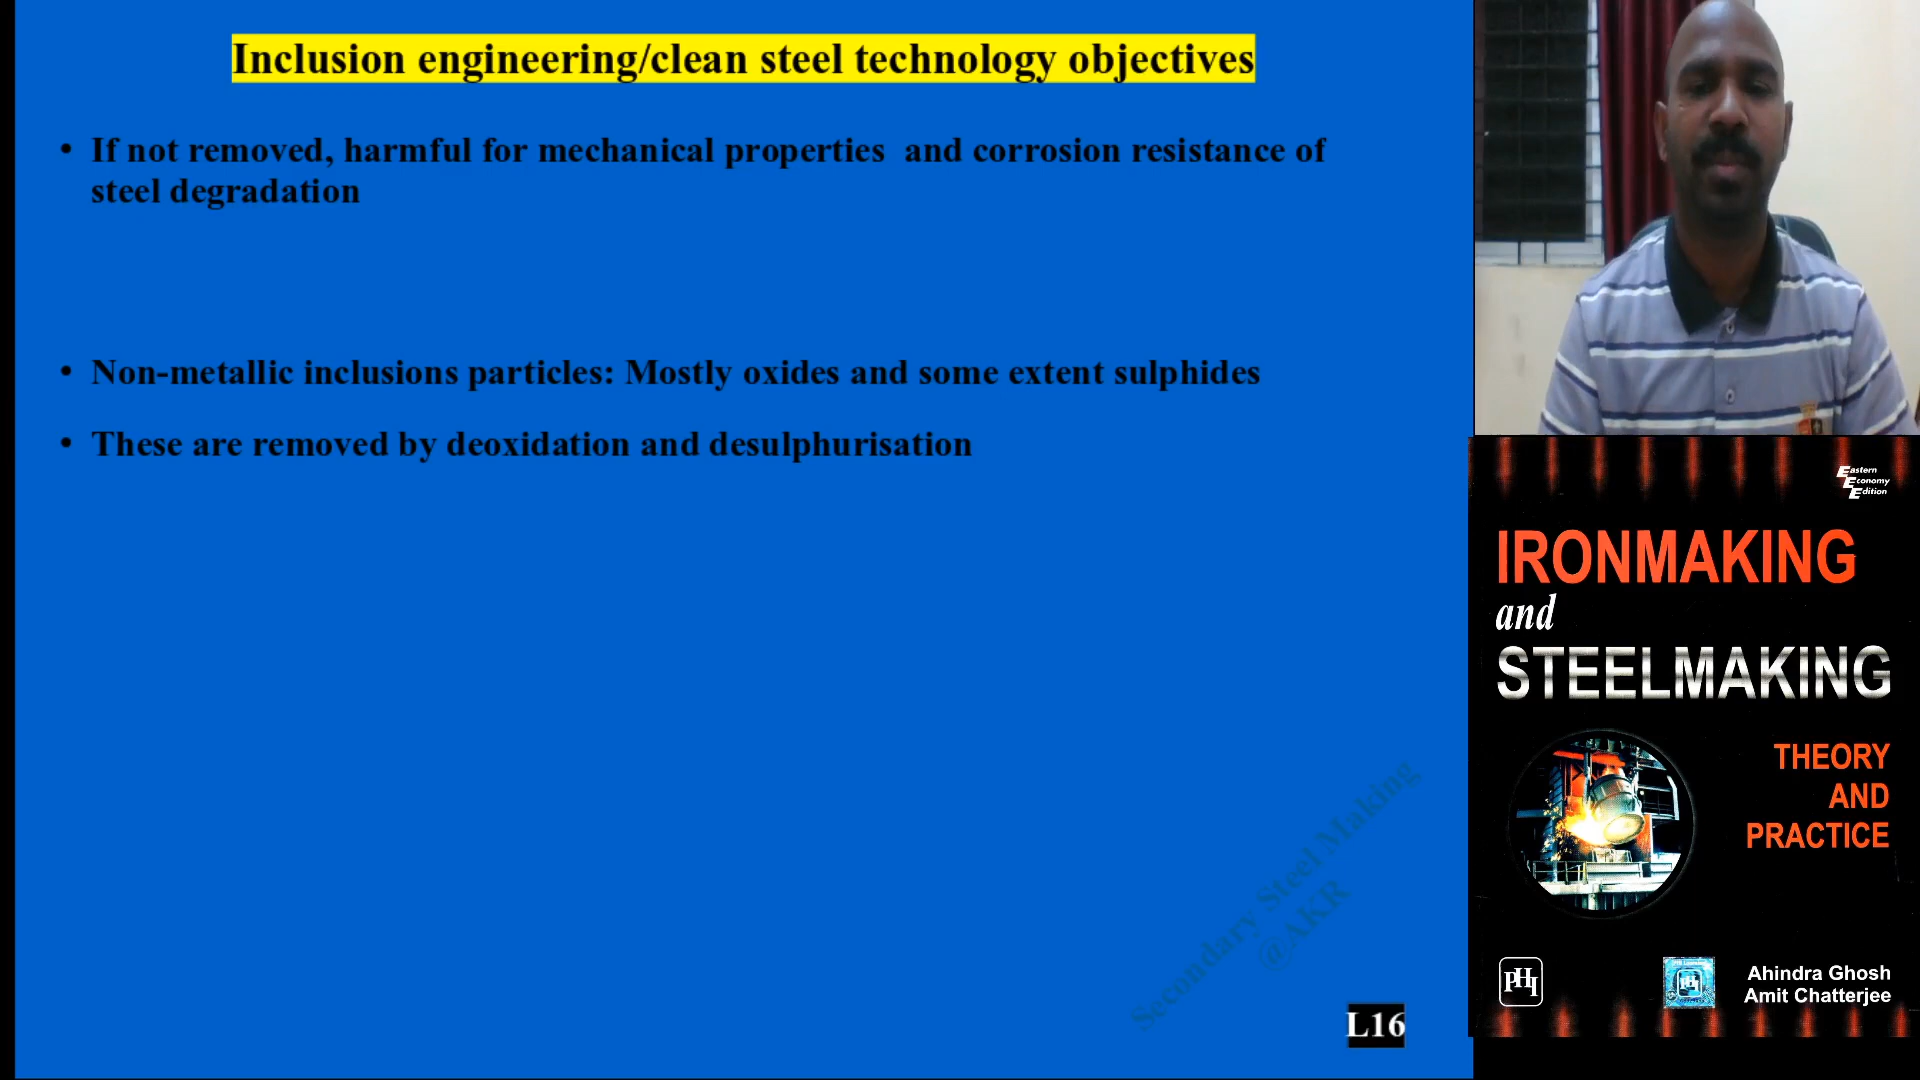 Inclusion engineering/clean steel technology objectives
• If not removed, harmful for mechanical properties and corrosion resistance of
steel degradation
• Non-metallic inclusions particles: Mostly oxides and some extent sulphides
• These are removed by deoxidation and desulphurisation
Secondary Steel Making
@AKR
L16
Eastern
Economy
Edition
IRONMAKING
and
STEELMAKING
THEORY
AND
PRACTICE
PHI
Ahindra Ghosh
Amit Chatterjee